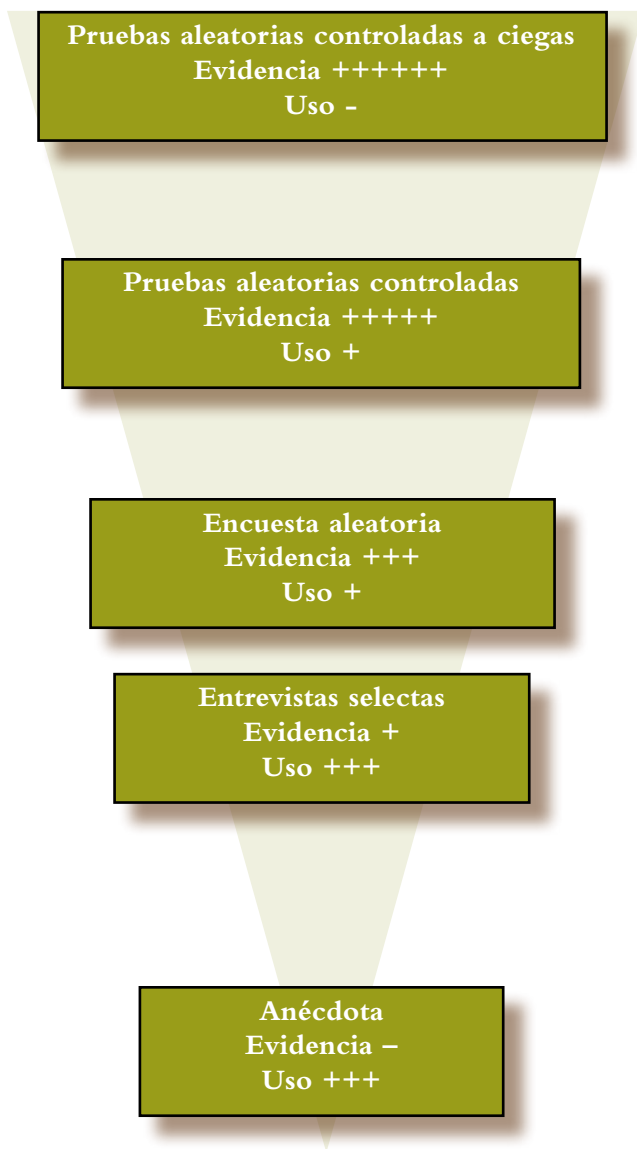 Pruebas aleatorias controladas a ciegas
Evidencia ++++++
Uso -
Pruebas aleatorias controladas
Evidencia +++++
Uso +
Encuesta aleatoria
Evidencia +++
Uso +
Entrevistas selectas
Evidencia +
Uso +++
Anécdota
Evidencia –
Uso +++